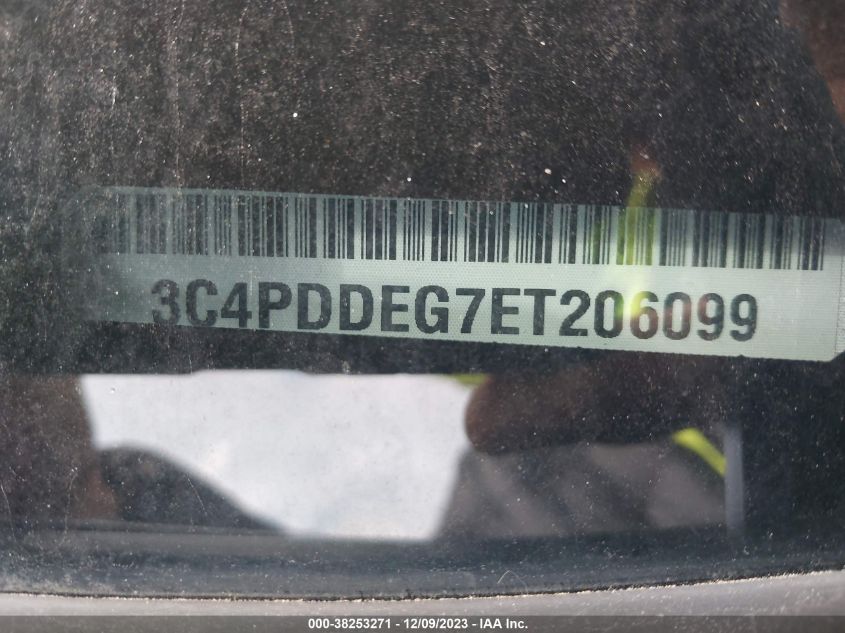 3C4PDDEG7ET206099
000-38253271 - 12/09/2023 - IAA Inc.